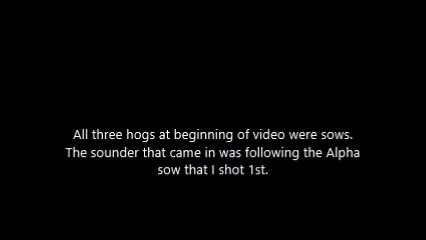 All three hogs at beginning of video were sows.
The sounder that came in was following the Alpha
sow that I shot 1st.